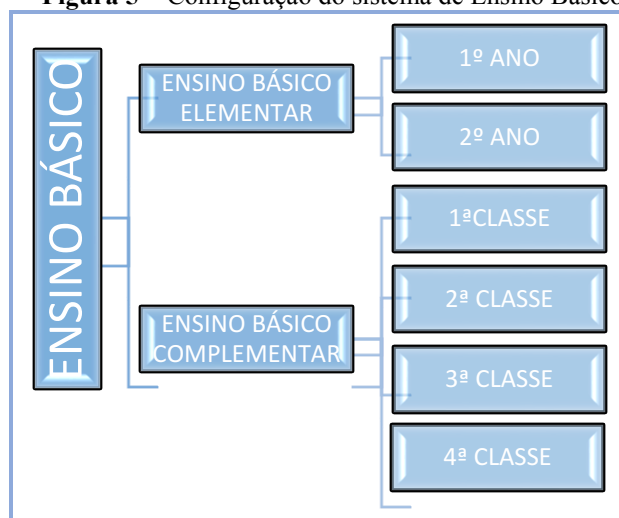 Figura 5 – Configuração do sistema de Ensino Básico
ENSINO BÁSICO
ENSINO BÁSICO
ELEMENTAR
1º ANO
2º ANO
ENSINO BÁSICO
COMPLEMENTAR
1ªCLASSE
2ª CLASSE
3ª CLASSE
4ª CLASSE